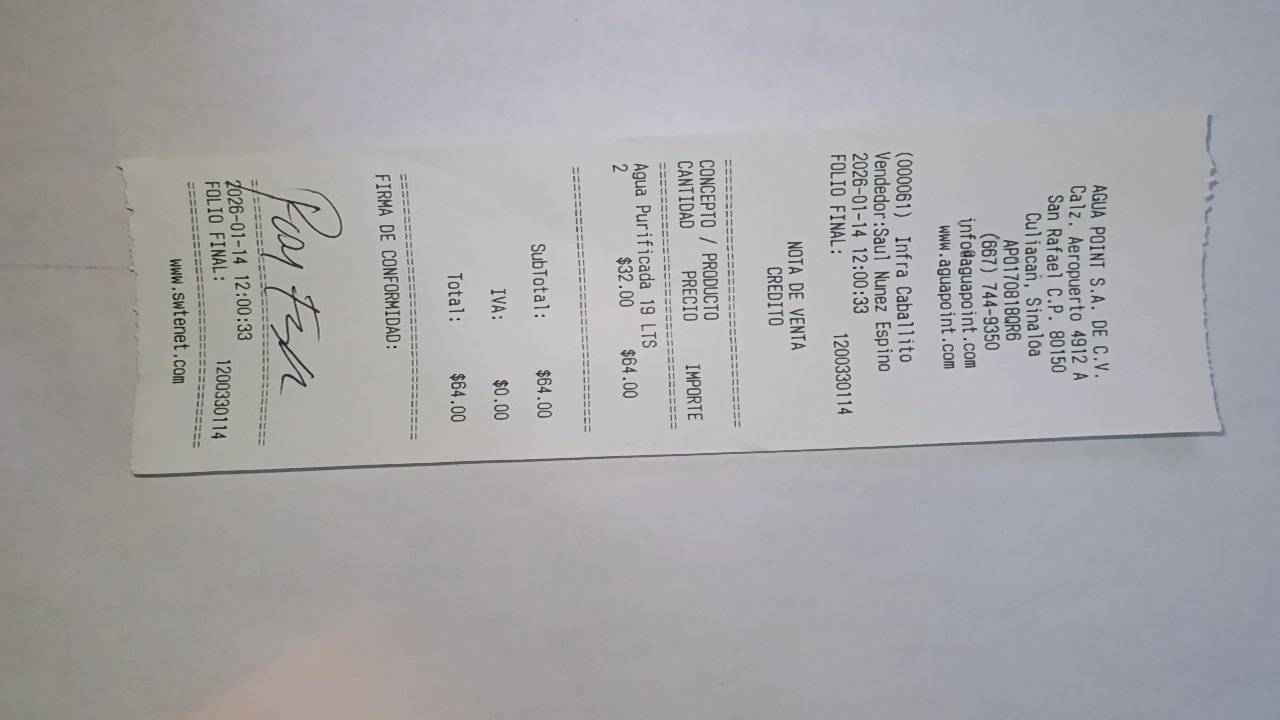 AGUA POINT S.A. DE C.V.
Calz. Aeropuerto 4912 A
San Rafael C.P. 80150
Culiacan, Sinaloa
APO170818QR6
(667) 744-9350
info@aguapoint.com
www.aguapoint.com
(000061) Infra Caballito
Vendedor:Saul Nunez Espino
2026-01-14 12:00:33
FOLIO FINAL: 1200330114
NOTA DE VENTA
CREDITO
==============================
CONCEPTO / PRODUCTO
CANTIDAD PRECIO IMPORTE
==============================
Agua Purificada 19 LTS
2 $32.00 $64.00
==============================
SubTotal: $64.00
IVA: $0.00
Total: $64.00
==============================
FIRMA DE CONFORMIDAD:
==============================
2026-01-14 12:00:33
FOLIO FINAL: 1200330114
==============================
www.swtenet.com